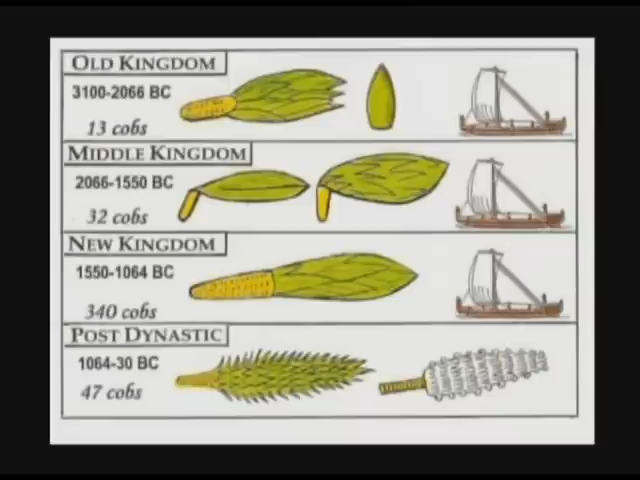 OLD KINGDOM
3100-2066 BC
13 cobs
MIDDLE KINGDOM
2066-1550 BC
32 cobs
NEW KINGDOM
1550-1064 BC
340 cobs
POST DYNASTIC
1064-30 BC
47 cobs